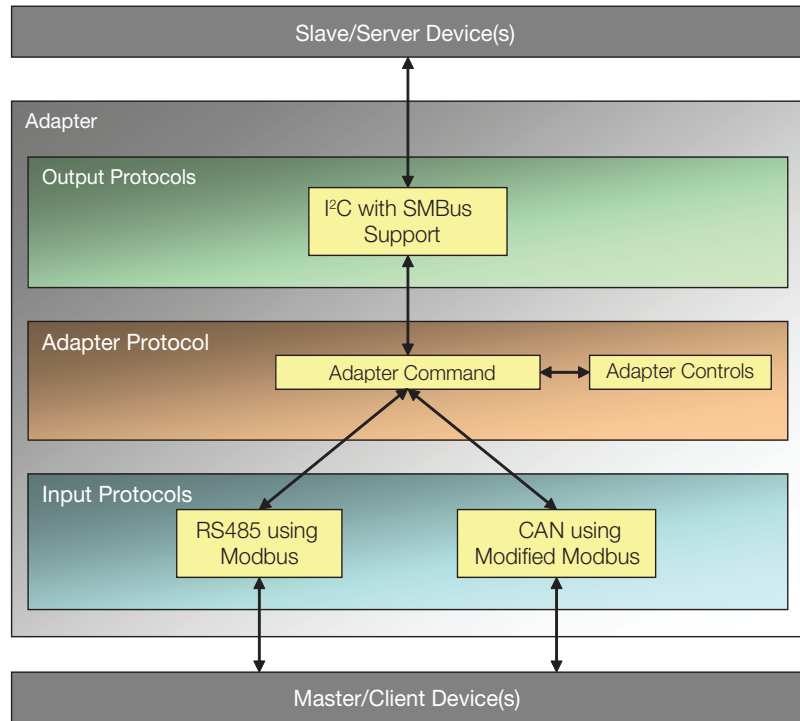 Slave/Server Device(s)
Adapter
Output Protocols
I²C with SMBus
Support
Adapter Protocol
Adapter Command
Adapter Controls
Input Protocols
RS485 using
Modbus
CAN using
Modified Modbus
Master/Client Device(s)